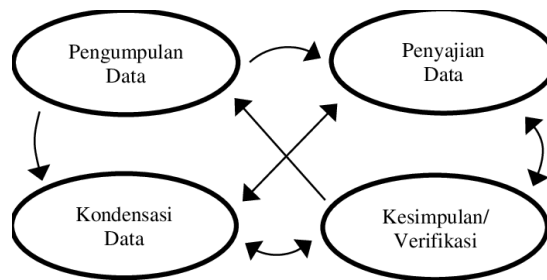 Pengumpulan
Data
Penyajian
Data
Kondensasi
Data
Kesimpulan/
Verifikasi